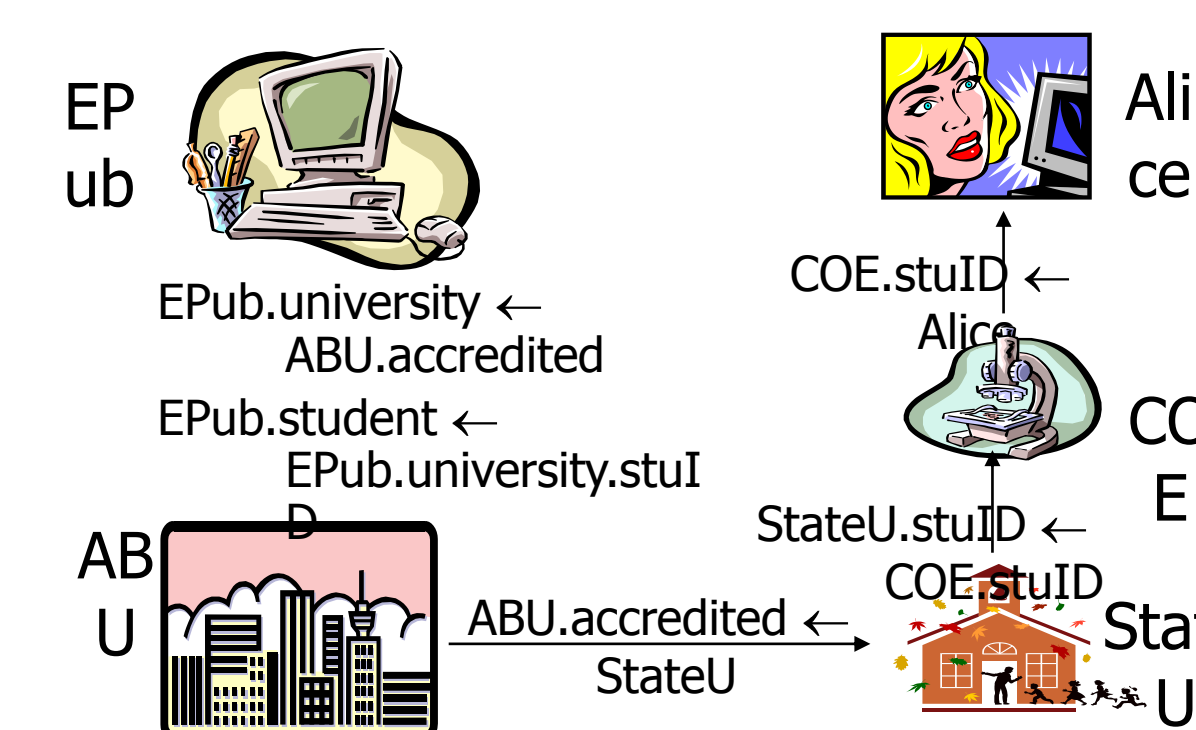 EP
ub
Ali
ce
COE.stuID ←
Alice
EPub.university ←
ABU.accredited
EPub.student ←
EPub.university.stuI
D
CO
E
StateU.stuID ←
COE.stuID
AB
U
ABU.accredited ←
StateU
Stat
U